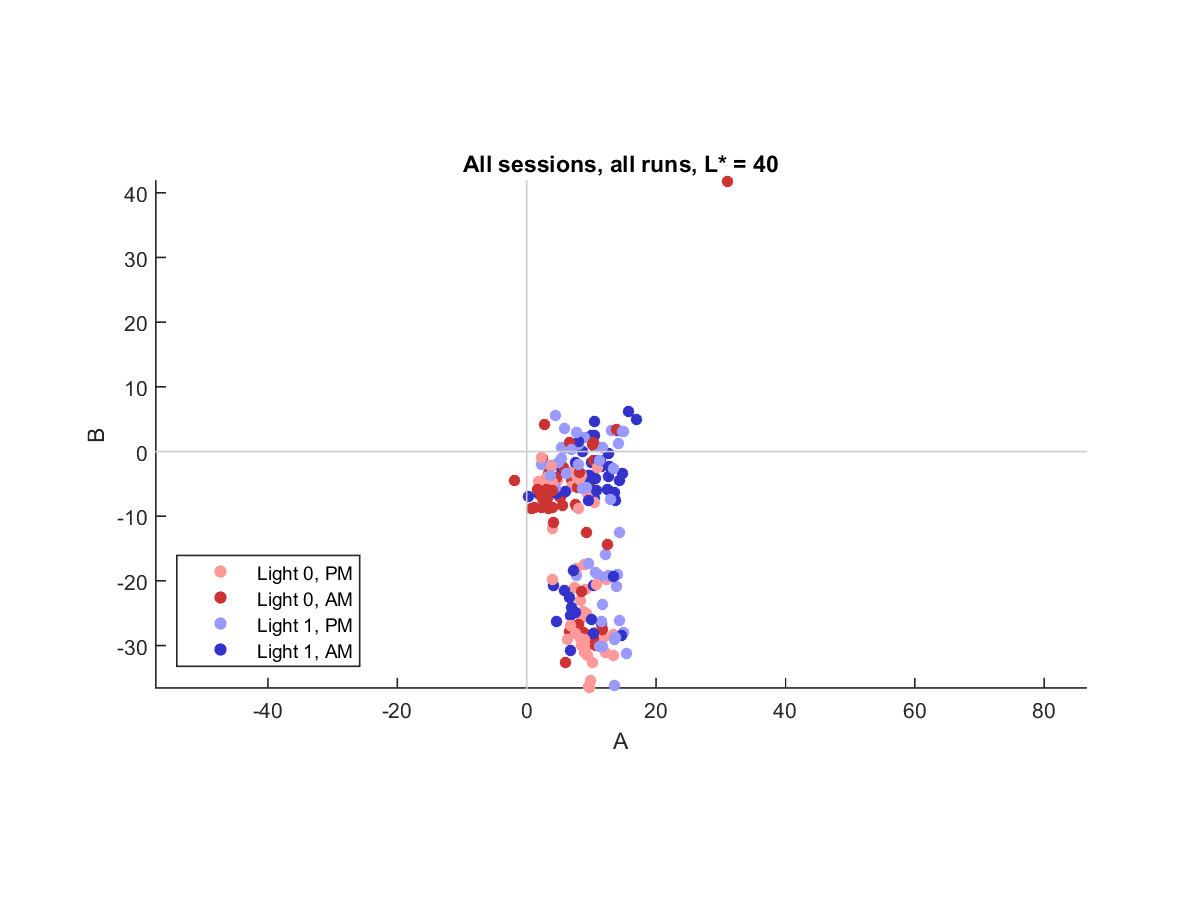 All sessions, all runs, L* = 40
40
30
20
10
0
-10
-20
-30
B
Light 0, PM
Light 0, AM
Light 1, PM
Light 1, AM
-40 -20 0 20 40 60 80
A